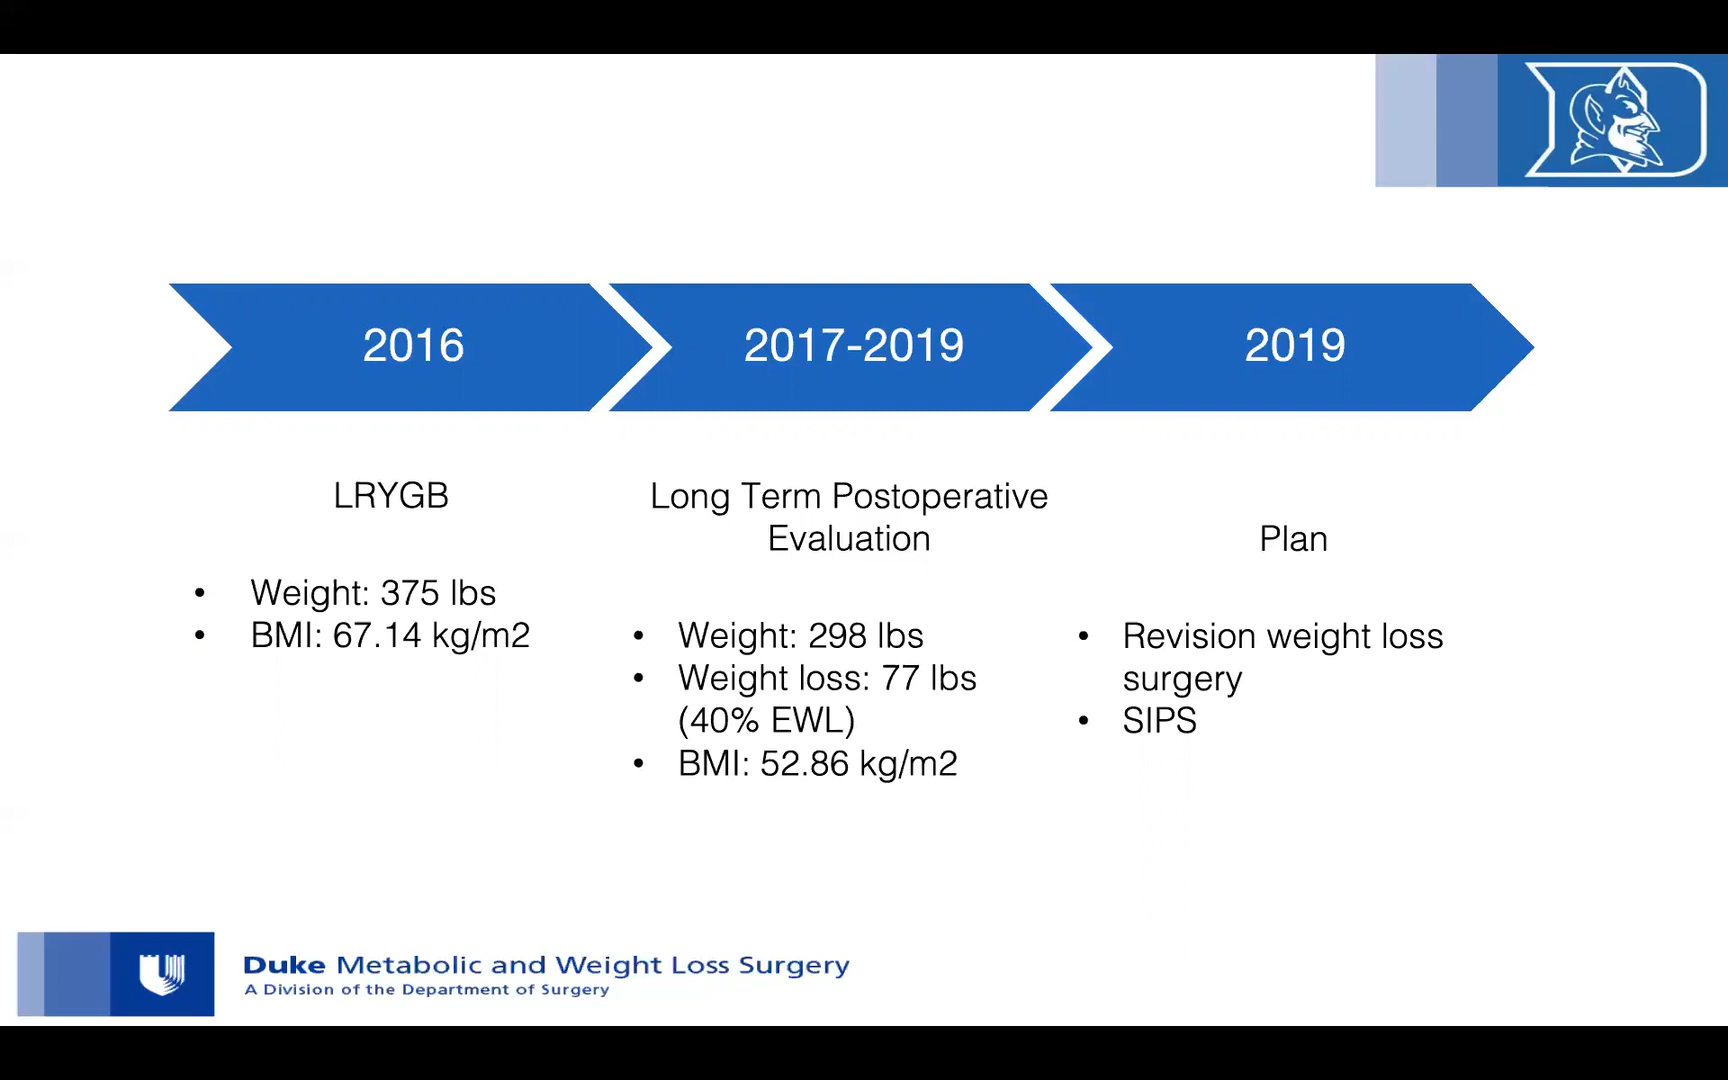 2016
2017-2019
2019
LRYGB
• Weight: 375 lbs
• BMI: 67.14 kg/m2
Long Term Postoperative
Evaluation
• Weight: 298 lbs
• Weight loss: 77 lbs
(40% EWL)
• BMI: 52.86 kg/m2
Plan
• Revision weight loss
surgery
• SIPS
Duke Metabolic and Weight Loss Surgery
A Division of the Department of Surgery